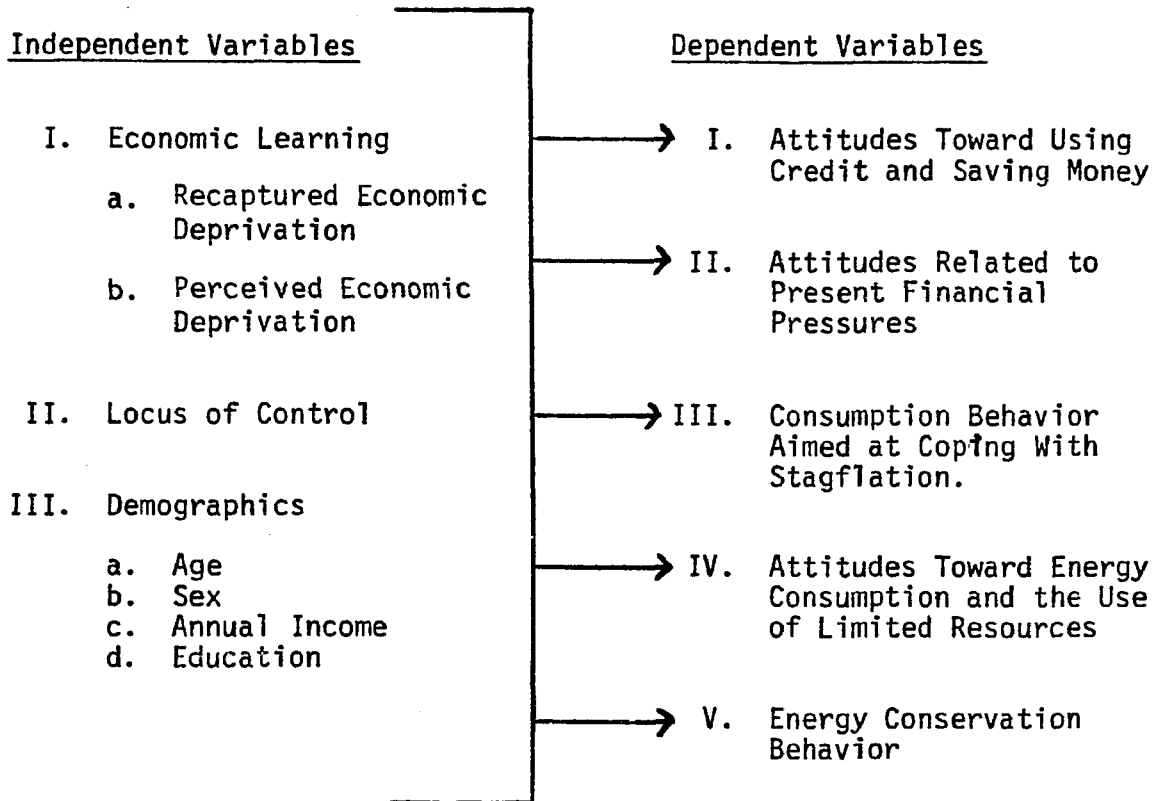 Independent Variables
I. Economic Learning
a. Recaptured Economic
Deprivation
b. Perceived Economic
Deprivation
II. Locus of Control
III. Demographics
a. Age
b. Sex
c. Annual Income
d. Education
Dependent Variables
I. Attitudes Toward Using
Credit and Saving Money
II. Attitudes Related to
Present Financial
Pressures
III. Consumption Behavior
Aimed at Coping With
Stagflation.
IV. Attitudes Toward Energy
Consumption and the Use
of Limited Resources
V. Energy Conservation
Behavior